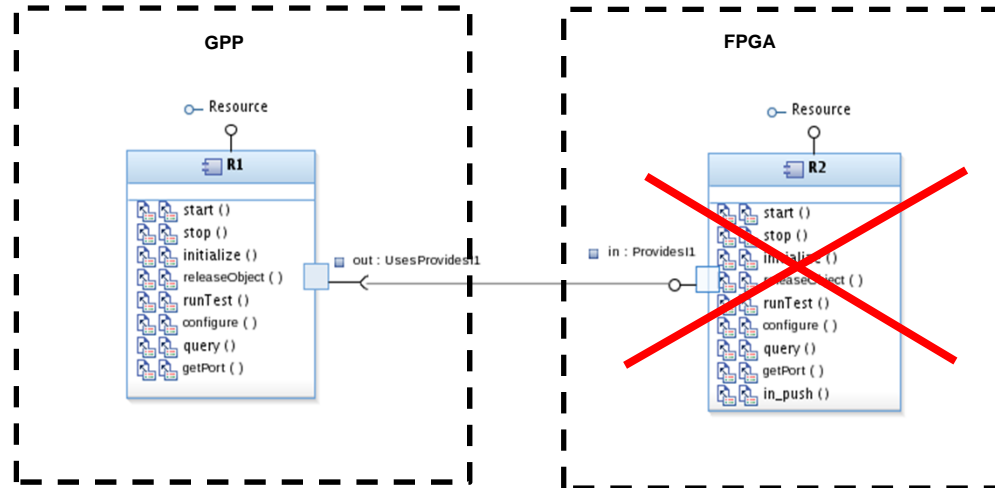 GPP
Resource
R1
start ()
stop ()
initialize ()
releaseObject ( )
runTest ()
configure ( )
query ()
getPort ( )
out : UsesProvidesI1
FPGA
Resource
R2
in : ProvidesI1
start ()
stop ()
initialize ()
releaseObject ( )
runTest ()
configure ( )
query ()
getPort ( )
in_push ()